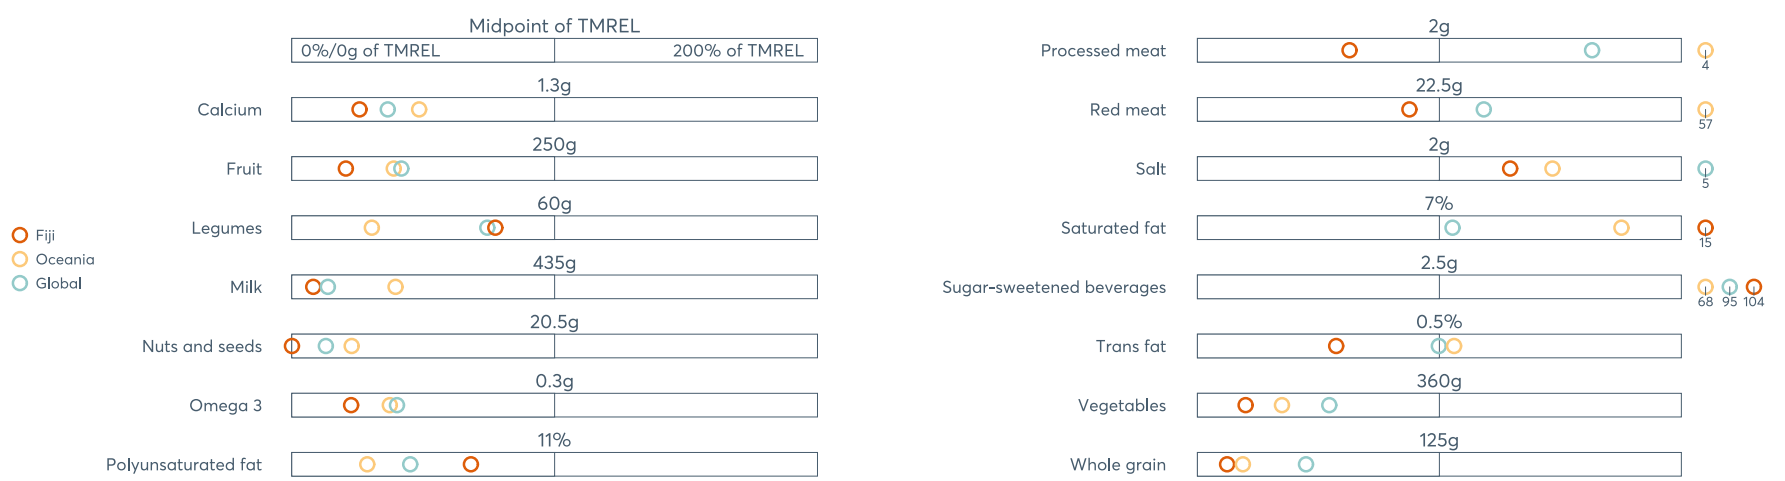 Midpoint of TMREL
0%/0g of TMREL 200% of TMREL
1.3g
Calcium
250g
Fruit
60g
Legumes
435g
Milk
20.5g
Nuts and seeds
0.3g
Omega 3
11%
Polyunsaturated fat
Fiji
Oceania
Global
2g
Processed meat
4
22.5g
Red meat
57
2g
Salt
5
7%
Saturated fat
15
2.5g
Sugar-sweetened beverages
68 95 104
0.5%
Trans fat
360g
Vegetables
125g
Whole grain